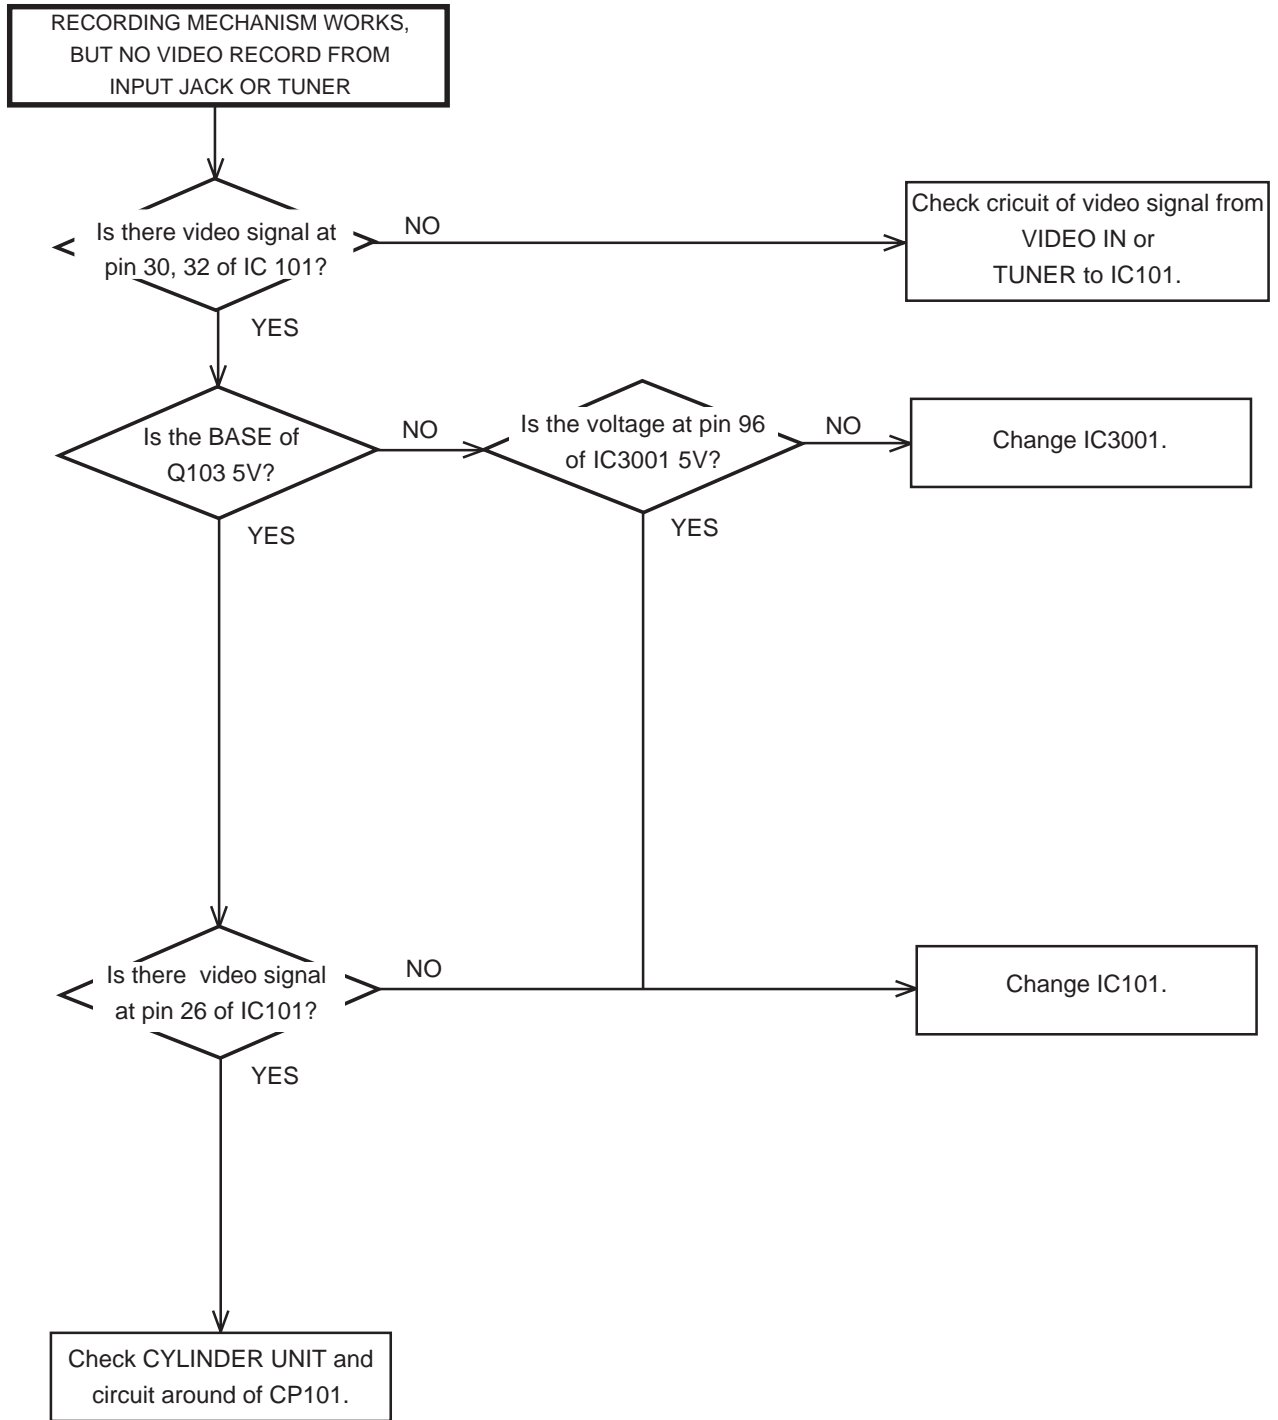 RECORDING MECHANISM WORKS,
BUT NO VIDEO RECORD FROM
INPUT JACK OR TUNER
Is there video signal at
pin 30, 32 of IC 101?
NO
Check cricuit of video signal from
VIDEO IN or
TUNER to IC101.
YES
Is the BASE of
Q103 5V?
NO
Is the voltage at pin 96
of IC3001 5V?
NO
Change IC3001.
YES
YES
Is there  video signal
at pin 26 of IC101?
NO
Change IC101.
YES
Check CYLINDER UNIT and
circuit around of CP101.